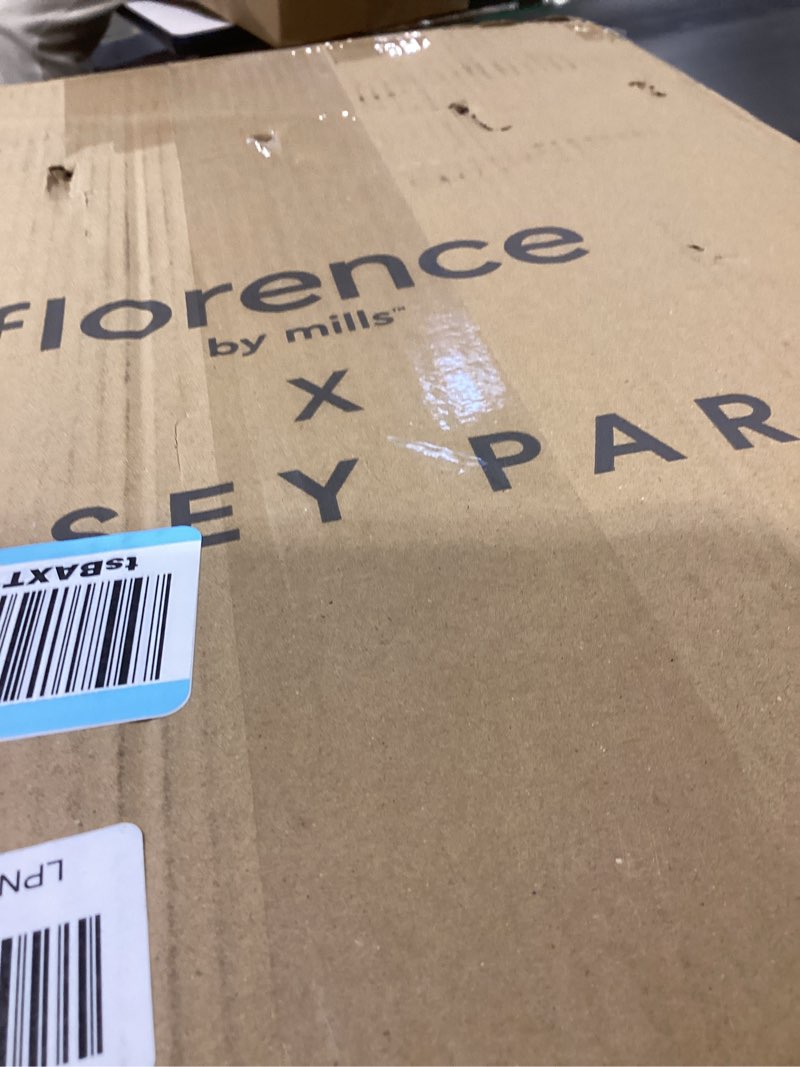 florence
by mills™
X
SEY PAR
tsBAXT
LPN